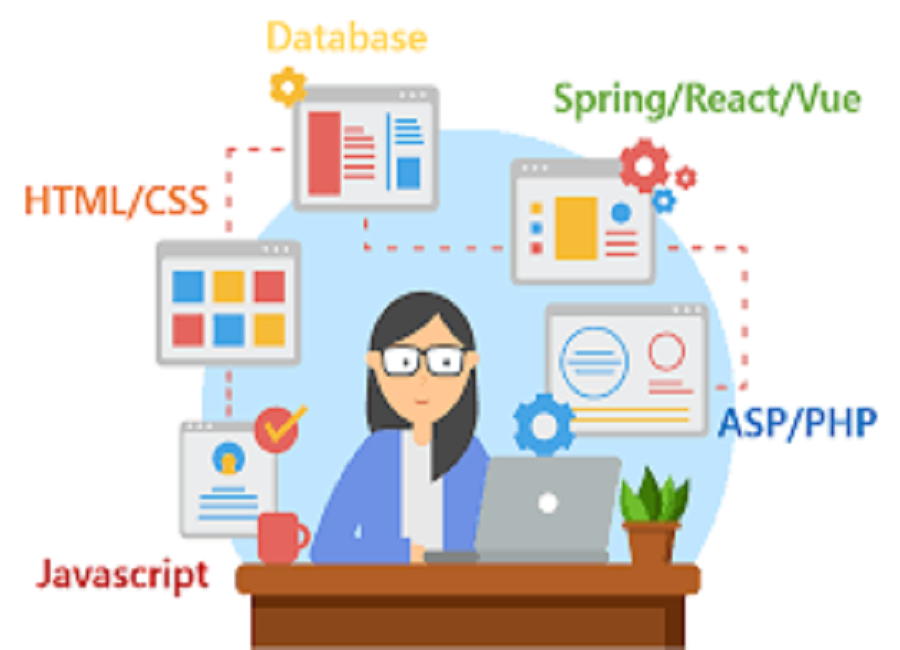 Database
Spring/React/Vue
HTML/CSS
ASP/PHP
Javascript